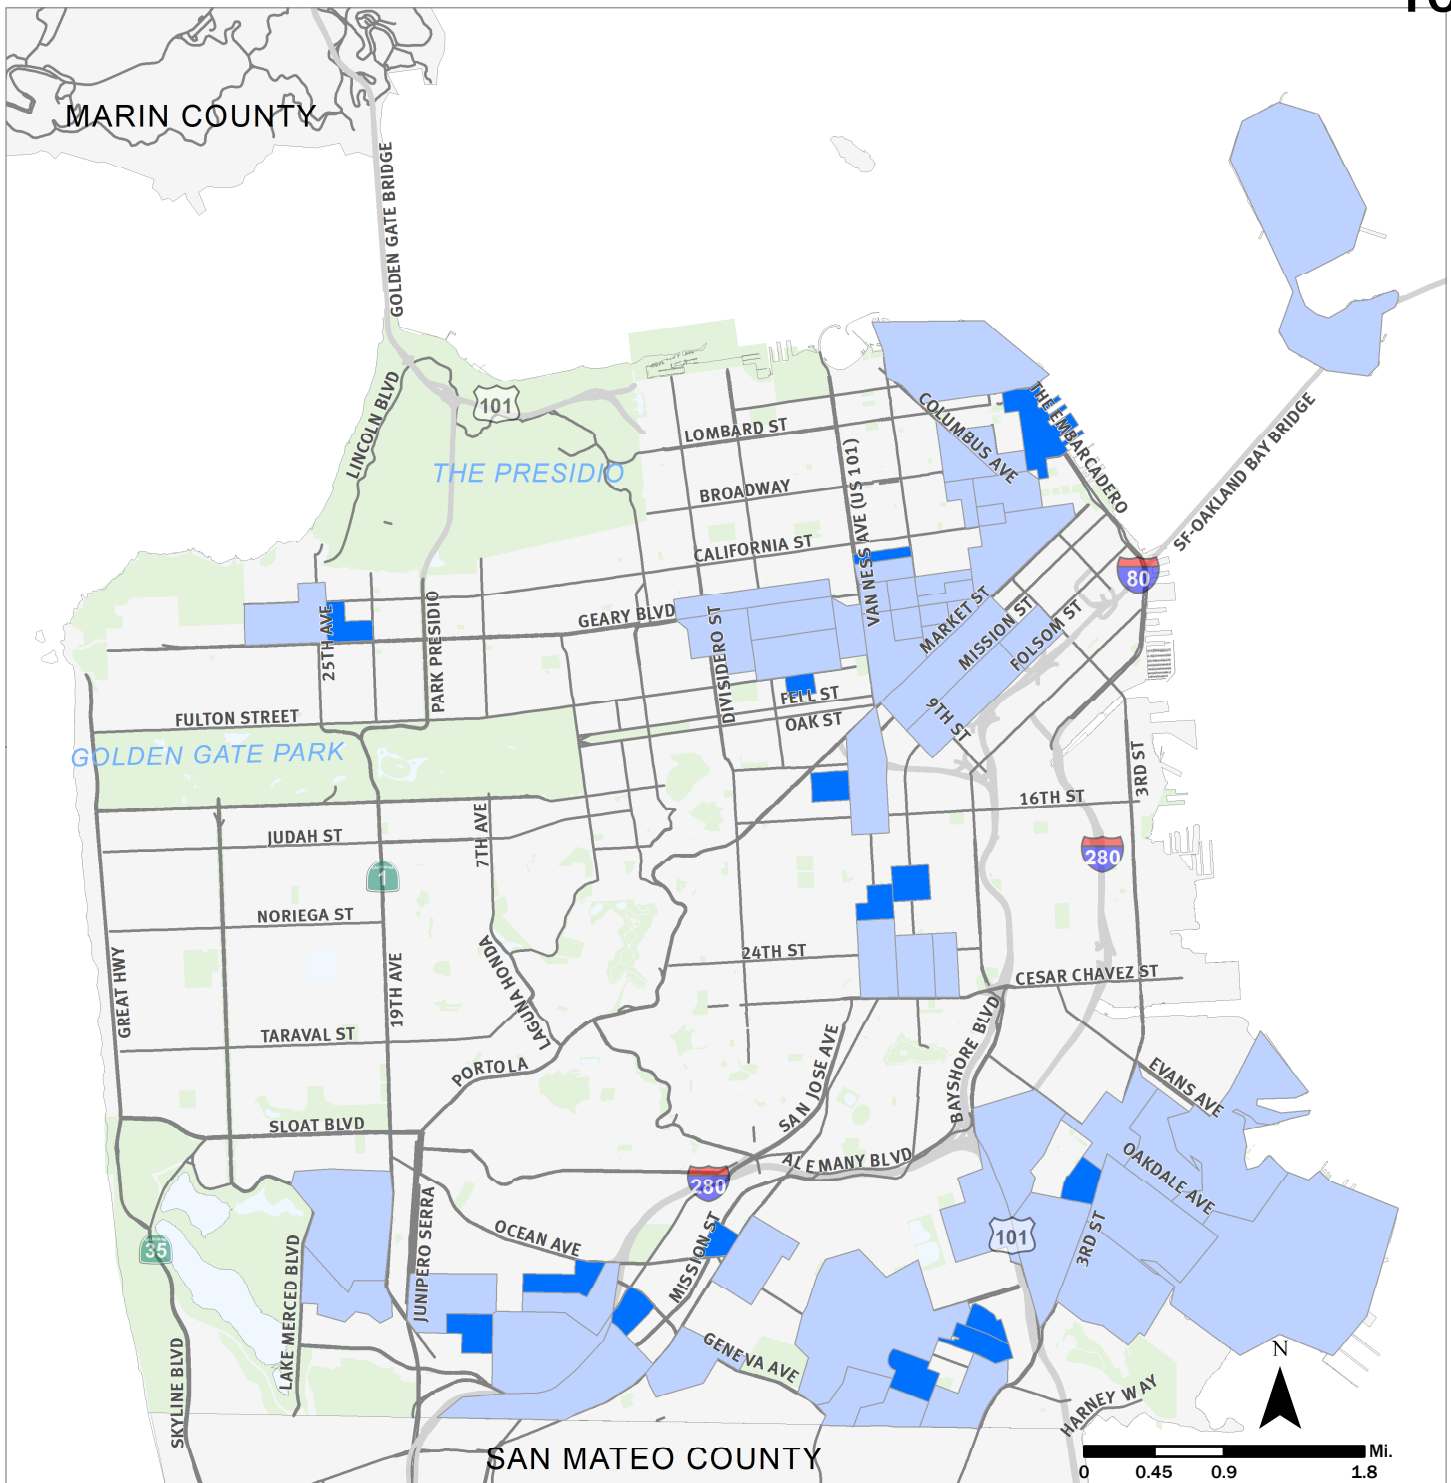 MARIN COUNTY
GOLDEN GATE BRIDGE
LINCOLN BLVD
101
THE PRESIDIO
LOMBARD ST
BROADWAY
CALIFORNIA ST
VAN NESS AVE (US 101)
COLUMBUS AVE
THE EMBARCADERO
SF-OAKLAND BAY BRIDGE
80
25TH AVE
PARK PRESIDIO
GEARY BLVD
DIVISIDERO ST
MARKET ST
MISSION ST
FOLSOM ST
FULTON STREET
FELL ST
OAK ST
9TH ST
GOLDEN GATE PARK
3RD ST
16TH ST
JUDAH ST
7TH AVE
280
CALIFORNIA
1
NORIEGA ST
24TH ST
GREAT HWY
19TH AVE
LAGUNA HONDA
CESAR CHAVEZ ST
TARAVAL ST
PORTOLA
SAN JOSE AVE
BAYSHORE BLVD
EVANS AVE
SLOAT BLVD
ALEMANY BLVD
OAKDALE AVE
280
JUNIPERO SERRA
OCEAN AVE
MISSION ST
101
3RD ST
CALIFORNIA
35
LAKE MERCED BLVD
SKYLINE BLVD
GENEVA AVE
HARNEY WAY
N
SAN MATEO COUNTY
Mi.
0 0.45 0.9 1.8